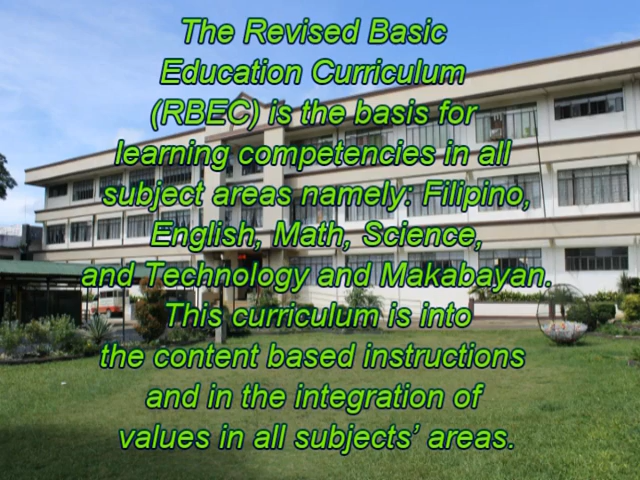 The Revised Basic
Education Curriculum
(RBEC) is the basis for
learning competencies in all
subject areas namely: Filipino,
English, Math, Science,
and Technology and Makabayan.
This curriculum is into
the content based instructions
and in the integration of
values in all subjects’ areas.